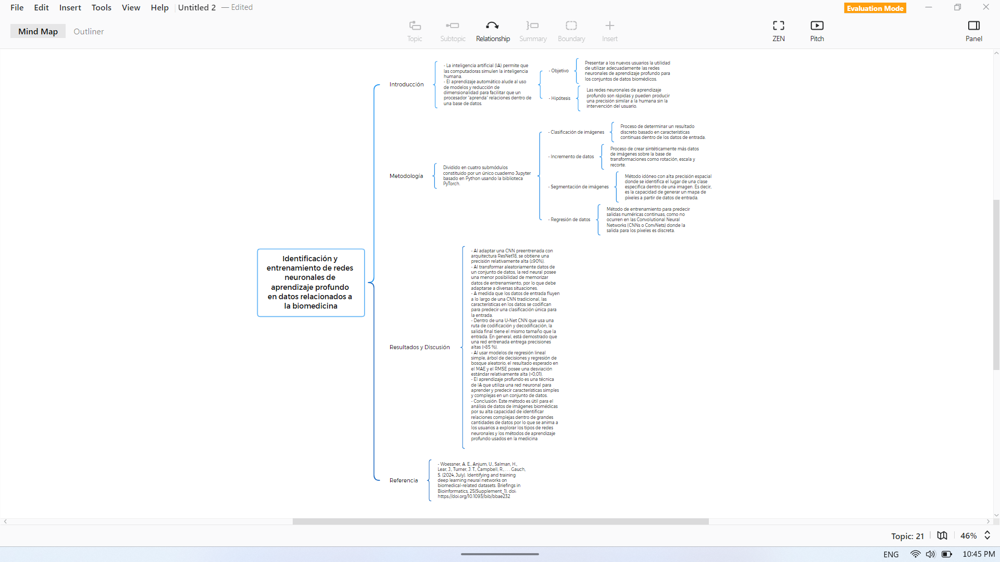 File Edit Insert Tools View Help Untitled 2 — Edited
Evaluation Mode
Mind Map Outliner
Topic Subtopic Relationship Summary Boundary Insert
ZEN Pitch Panel
Identificación y
entrenamiento de redes
neuronales de
aprendizaje profundo
en datos relacionados a
la biomedicina
Introducción
- La inteligencia artificial (IA) permite que
las computadoras simulen la inteligencia
humana.
- El aprendizaje automático alude al uso
de modelos y reducción de
dimensionalidad para facilitar que un
procesador "aprenda" relaciones dentro de
una base de datos.
- Objetivo
Presentar a los nuevos usuarios la utilidad
de utilizar adecuadamente las redes
neuronales de aprendizaje profundo para
los conjuntos de datos biomédicos.
- Hipótesis
Las redes neuronales de aprendizaje
profundo son rápidas y pueden producir
una precisión similar a la humana sin la
intervención del usuario.
Metodología
Dividido en cuatro submódulos
constituido por un único cuaderno Jupyter
basado en Python usando la biblioteca
PyTorch.
- Clasificación de imágenes
Proceso de determinar un resultado
discreto basado en características
continuas dentro de los datos de entrada.
- Incremento de datos
Proceso de crear sintéticamente más datos
de imágenes sobre la base de
transformaciones como rotación, escala y
recorte.
- Segmentación de imágenes
Método idóneo con alta precisión espacial
donde se identifica el lugar de una clase
específica dentro de una imagen. Es decir,
es la capacidad de generar un mapa de
píxeles a partir de datos de entrada.
- Regresión de datos
Método de entrenamiento para predecir
salidas numéricas continuas, como no
ocurren en las Convolutional Neural
Networks (CNNs o ConvNets) donde la
salida para los píxeles es discreta.
Resultados y Discusión
- Al adaptar una CNN preentrenada con
arquitectura ResNet18, se obtiene una
precisión relativamente alta (≥90%).
- Al transformar aleatoriamente datos de
un conjunto de datos, la red neural posee
una menor posibilidad de memorizar
datos de entrenamiento, por lo que debe
adaptarse a diversas situaciones.
- A medida que los datos de entrada fluyen
a lo largo de una CNN tradicional, las
características en los datos se codifican
para predecir una clasificación única para
la entrada.
- Dentro de una U-Net CNN que usa una
ruta de codificación y decodificación, la
salida final tiene el mismo tamaño que la
entrada. En general, está demostrado que
una red entrenada entrega precisiones
altas (>85 %).
- Al usar modelos de regresión lineal
simple, árbol de decisiones y regresión de
bosque aleatorio, el resultado esperado en
el MAE y el RMSE posee una desviación
estándar relativamente alta (>0,01).
- El aprendizaje profundo es una técnica
de IA que utiliza una red neuronal para
aprender y predecir características simples
y complejas en un conjunto de datos.
- Conclusión: Este método es útil para el
análisis de datos de imágenes biomédicas
por su alta capacidad de identificar
relaciones complejas dentro de grandes
cantidades de datos por lo que se anima a
los usuarios a explorar los tipos de redes
neuronales y los métodos de aprendizaje
profundo usados en la medicina
Referencia
- Woessner, A. E., Anjum, U., Salman, H.,
Lear, J., Turner, J. T., Campbell, R., . . . Gauch,
S. (2024, July). Identifying and training
deep learning neural networks on
biomedical-related datasets. Briefings in
Bioinformatics, 25(Supplement_1). doi:
https://doi.org/10.1093/bib/bbae232
Topic: 21 46%
ENG 10:45 PM